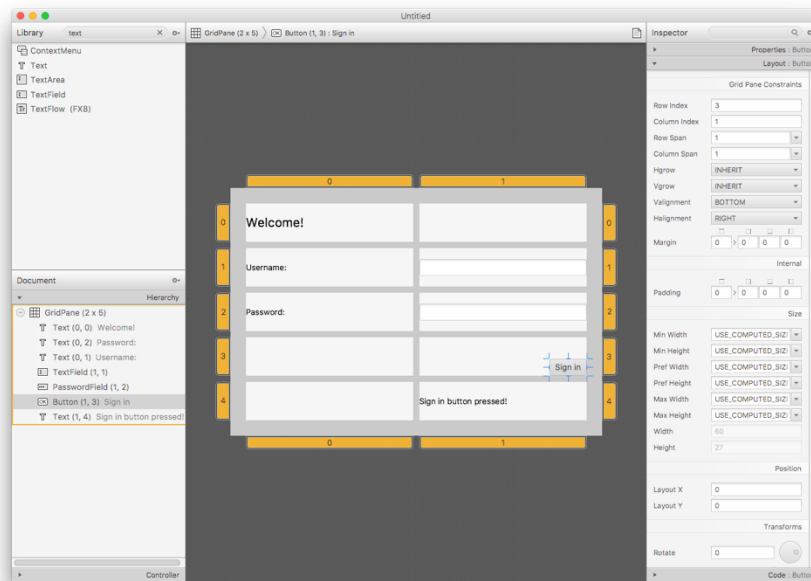 Untitled
Library
text
GridPane (2 x 5)
Button (1, 3) : Sign in
Inspector
ContextMenu
Text
TextArea
TextField
TextFlow (FX8)
Document
Hierarchy
GridPane (2 x 5)
Text (0, 0) Welcome!
Text (0, 2) Password:
Text (0, 1) Username:
TextField (1, 1)
PasswordField (1, 2)
Button (1, 3) Sign in
Text (1, 4) Sign in button pressed!
Controller
0 1
0 Welcome! 0
1 Username: 1
2 Password: 2
3 Sign in 3
4 Sign in button pressed! 4
0 1
Properties : Butto
Layout : Butto
Grid Pane Constraints
Row Index 3
Column Index 1
Row Span 1
Column Span 1
Hgrow INHERIT
Vgrow INHERIT
Valignment BOTTOM
Halignment RIGHT
Margin 0 0 0 0
Internal
Padding 0 0 0 0
Size
Min Width USE_COMPUTED_SIZ
Min Height USE_COMPUTED_SIZ
Pref Width USE_COMPUTED_SIZ
Pref Height USE_COMPUTED_SIZ
Max Width USE_COMPUTED_SIZ
Max Height USE_COMPUTED_SIZ
Width 60
Height 27
Position
Layout X 0
Layout Y 0
Transforms
Rotate 0
Code : Butto